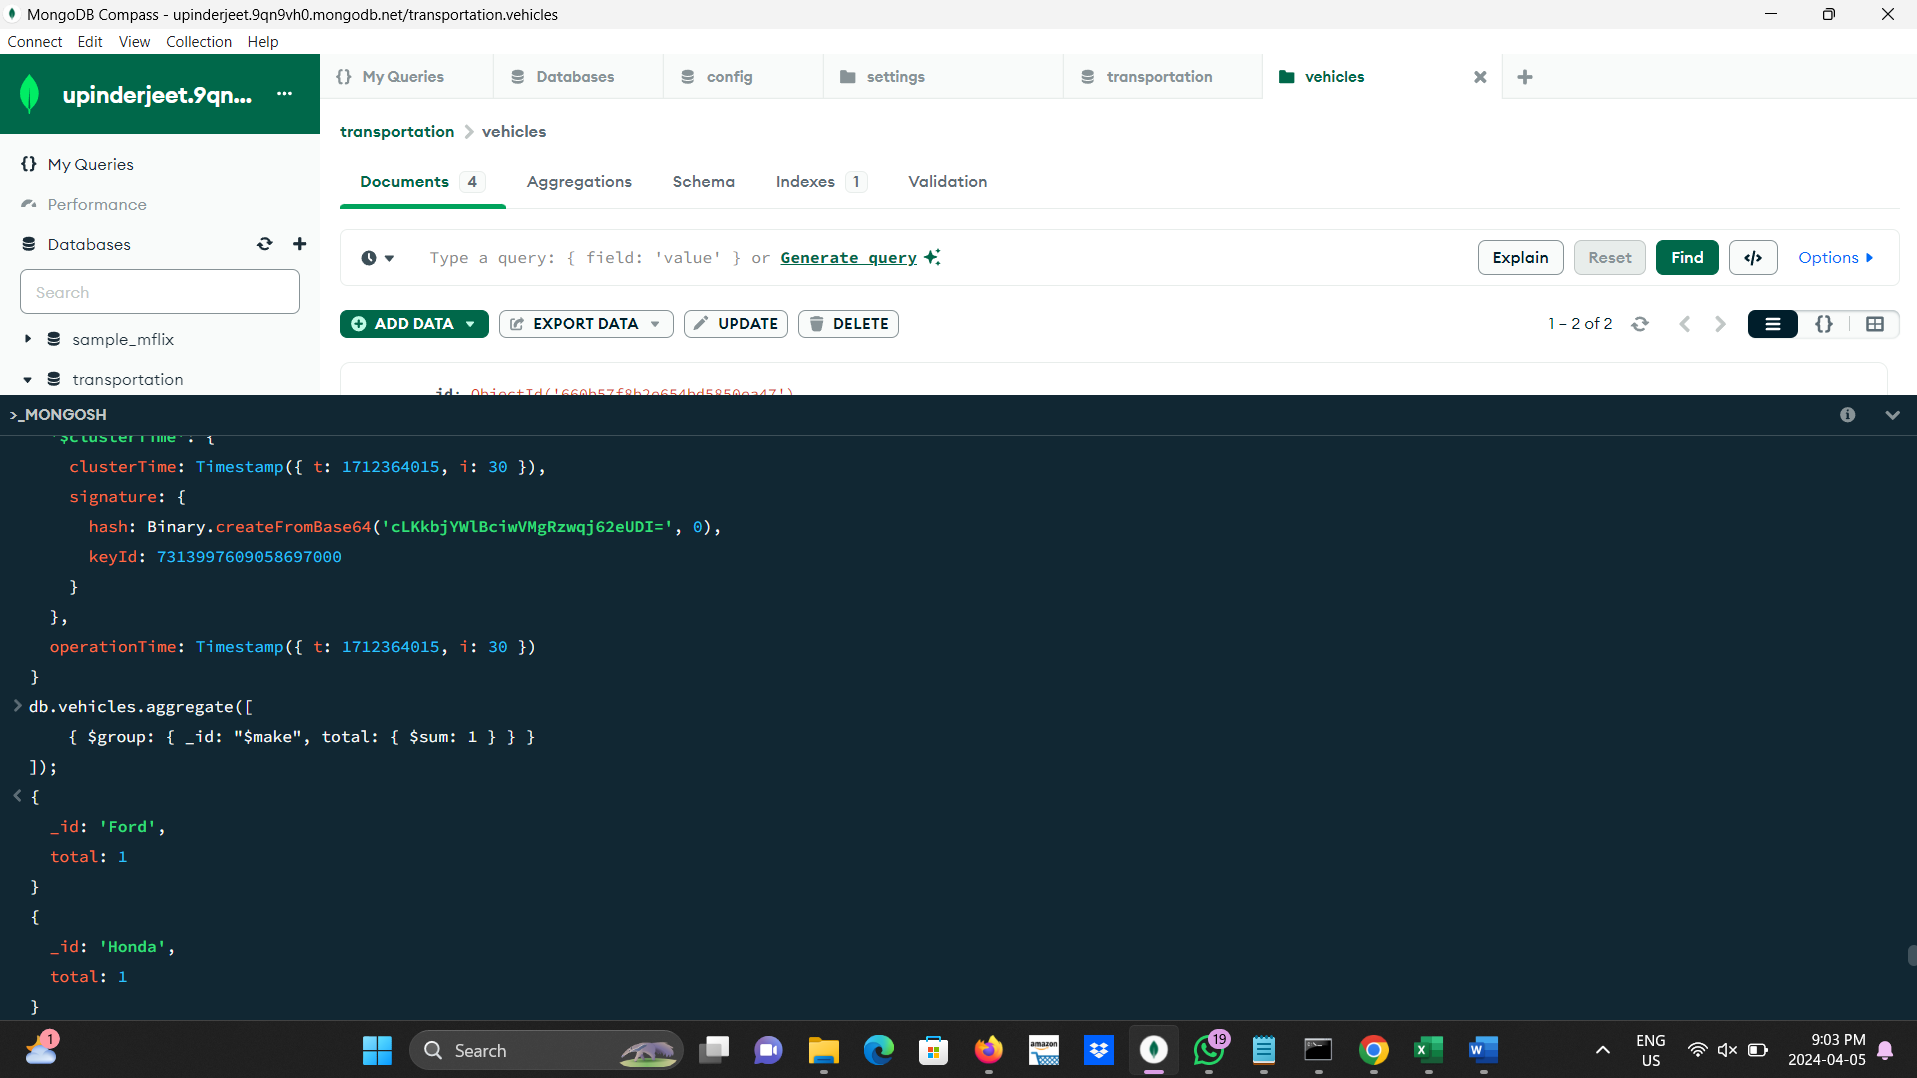 MongoDB Compass - upinderjeet.9qn9vh0.mongodb.net/transportation.vehicles
Connect Edit View Collection Help
upinderjeet.9qn... ...
{} My Queries Databases config settings transportation vehicles
transportation > vehicles
{} My Queries
Performance
Databases
Search
sample_mflix
transportation
Documents 4 Aggregations Schema Indexes 1 Validation
Type a query: { field: 'value' } or Generate query
Explain Reset Find </> Options
ADD DATA EXPORT DATA UPDATE DELETE
1 – 2 of 2 {}
_id: ObjectId('660b57f8b2e654bd5850ea47')
>_MONGOSH
'$clusterTime': {
clusterTime: Timestamp({ t: 1712364015, i: 30 }),
signature: {
hash: Binary.createFromBase64('cLKkbjYWlBciwVMgRzwqj62eUDI=', 0),
keyId: 7313997609058697000
}
},
operationTime: Timestamp({ t: 1712364015, i: 30 })
}
> db.vehicles.aggregate([
{ $group: { _id: "$make", total: { $sum: 1 } } }
]);
< {
_id: 'Ford',
total: 1
}
{
_id: 'Honda',
total: 1
}
1
Search
amazon
19
ENG
US
9:03 PM
2024-04-05